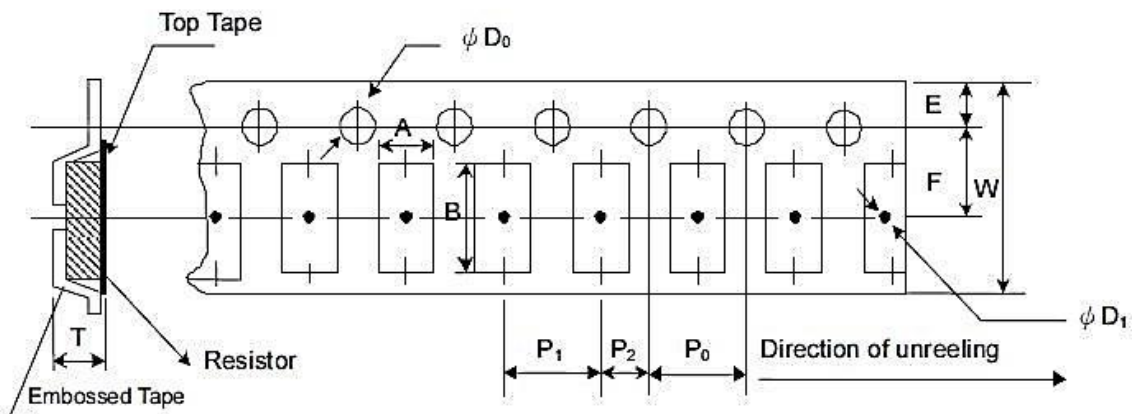 Top Tape
ϕ D₀
E
A
F
W
B
ϕ D₁
T
Resistor
P₁
P₂
P₀
Direction of unreeling
Embossed Tape